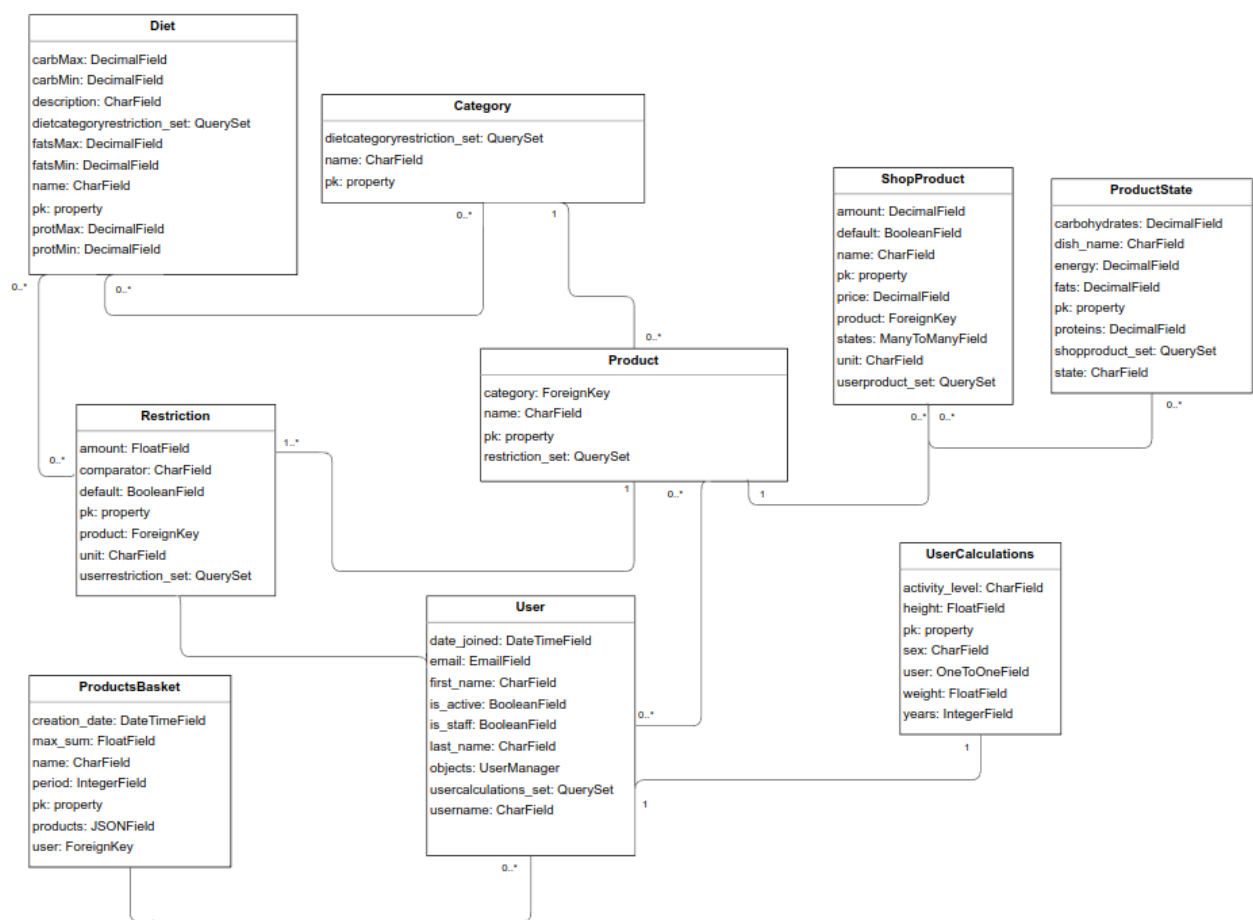 Diet
carbMax: DecimalField
carbMin: DecimalField
description: CharField
dietcategoryrestriction_set: QuerySet
fatsMax: DecimalField
fatsMin: DecimalField
name: CharField
pk: property
protMax: DecimalField
protMin: DecimalField
0..*
0..*
Category
dietcategoryrestriction_set: QuerySet
name: CharField
pk: property
0..*
1
ShopProduct
amount: DecimalField
default: BooleanField
name: CharField
pk: property
price: DecimalField
product: ForeignKey
states: ManyToManyField
unit: CharField
userproduct_set: QuerySet
0..*
0..*
ProductState
carbohydrates: DecimalField
dish_name: CharField
energy: DecimalField
fats: DecimalField
pk: property
proteins: DecimalField
shopproduct_set: QuerySet
state: CharField
0..*
0..*
Product
category: ForeignKey
name: CharField
pk: property
restriction_set: QuerySet
1
0..*
1
Restriction
amount: FloatField
comparator: CharField
default: BooleanField
pk: property
product: ForeignKey
unit: CharField
userrestriction_set: QuerySet
0..*
1..*
UserCalculations
activity_level: CharField
height: FloatField
pk: property
sex: CharField
user: OneToOneField
weight: FloatField
years: IntegerField
1
User
date_joined: DateTimeField
email: EmailField
first_name: CharField
is_active: BooleanField
is_staff: BooleanField
last_name: CharField
objects: UserManager
usercalculations_set: QuerySet
username: CharField
0..*
1
0..*
ProductsBasket
creation_date: DateTimeField
max_sum: FloatField
name: CharField
period: IntegerField
pk: property
products: JSONField
user: ForeignKey